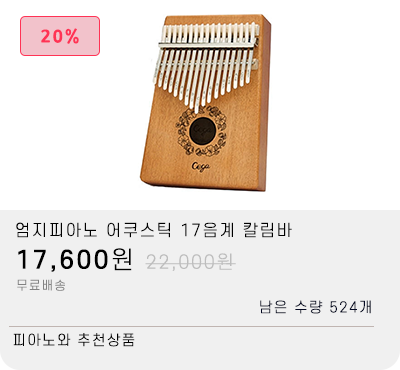 20%
Cega
엄지피아노 어쿠스틱 17음계 칼림바
17,600원 22,000원
무료배송
남은 수량 524개
피아노와 추천상품